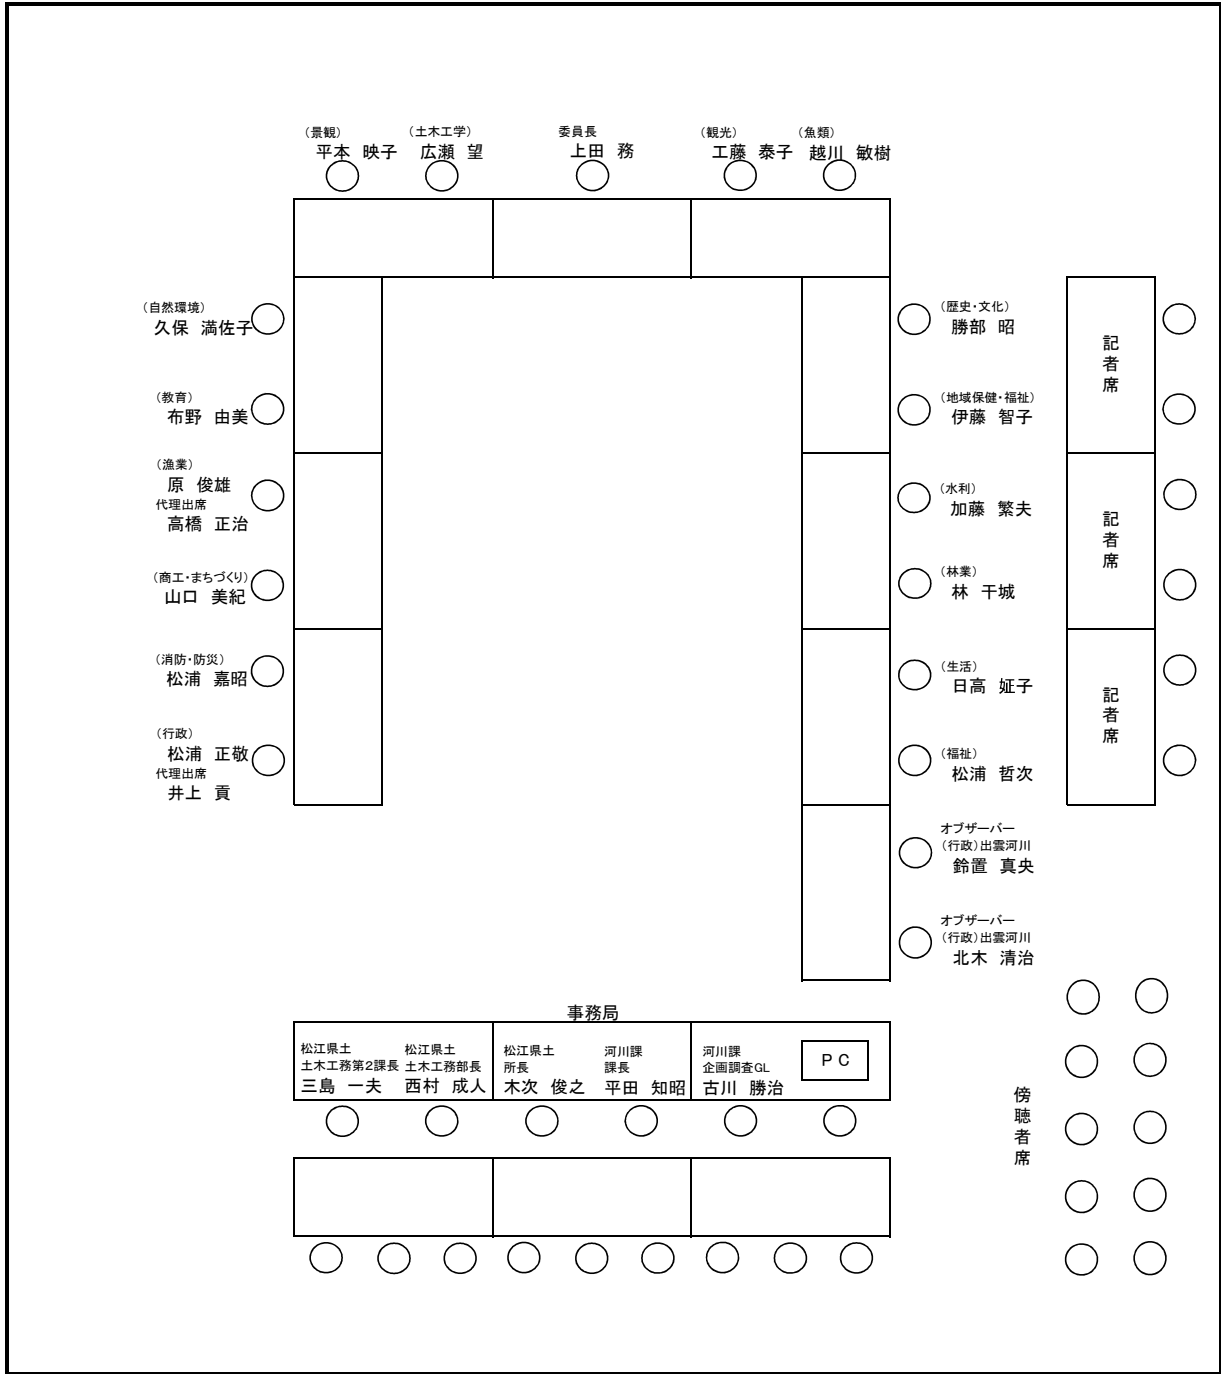 （景観）
平本 映子
（土木工学）
広瀬 望
委員長
上田 務
（観光）
工藤 泰子
（魚類）
越川 敏樹
（自然環境）
久保 満佐子
（教育）
布野 由美
（漁業）
原 俊雄
代理出席
高橋 正治
（商工・まちづくり）
山口 美紀
（消防・防災）
松浦 嘉昭
（行政）
松浦 正敬
代理出席
井上 貢
（歴史・文化）
勝部 昭
（地域保健・福祉）
伊藤 智子
（水利）
加藤 繁夫
（林業）
林 干城
（生活）
日高 姃子
（福祉）
松浦 哲次
オブザーバー
（行政）出雲河川
鈴置 真央
オブザーバー
（行政）出雲河川
北木 清治
記者席
記者席
記者席
事務局
松江県土
土木工務第2課長
三島 一夫
松江県土
土木工務部長
西村 成人
松江県土
所長
木次 俊之
河川課
課長
平田 知昭
河川課
企画調査GL
古川 勝治
ＰＣ
傍聴者席